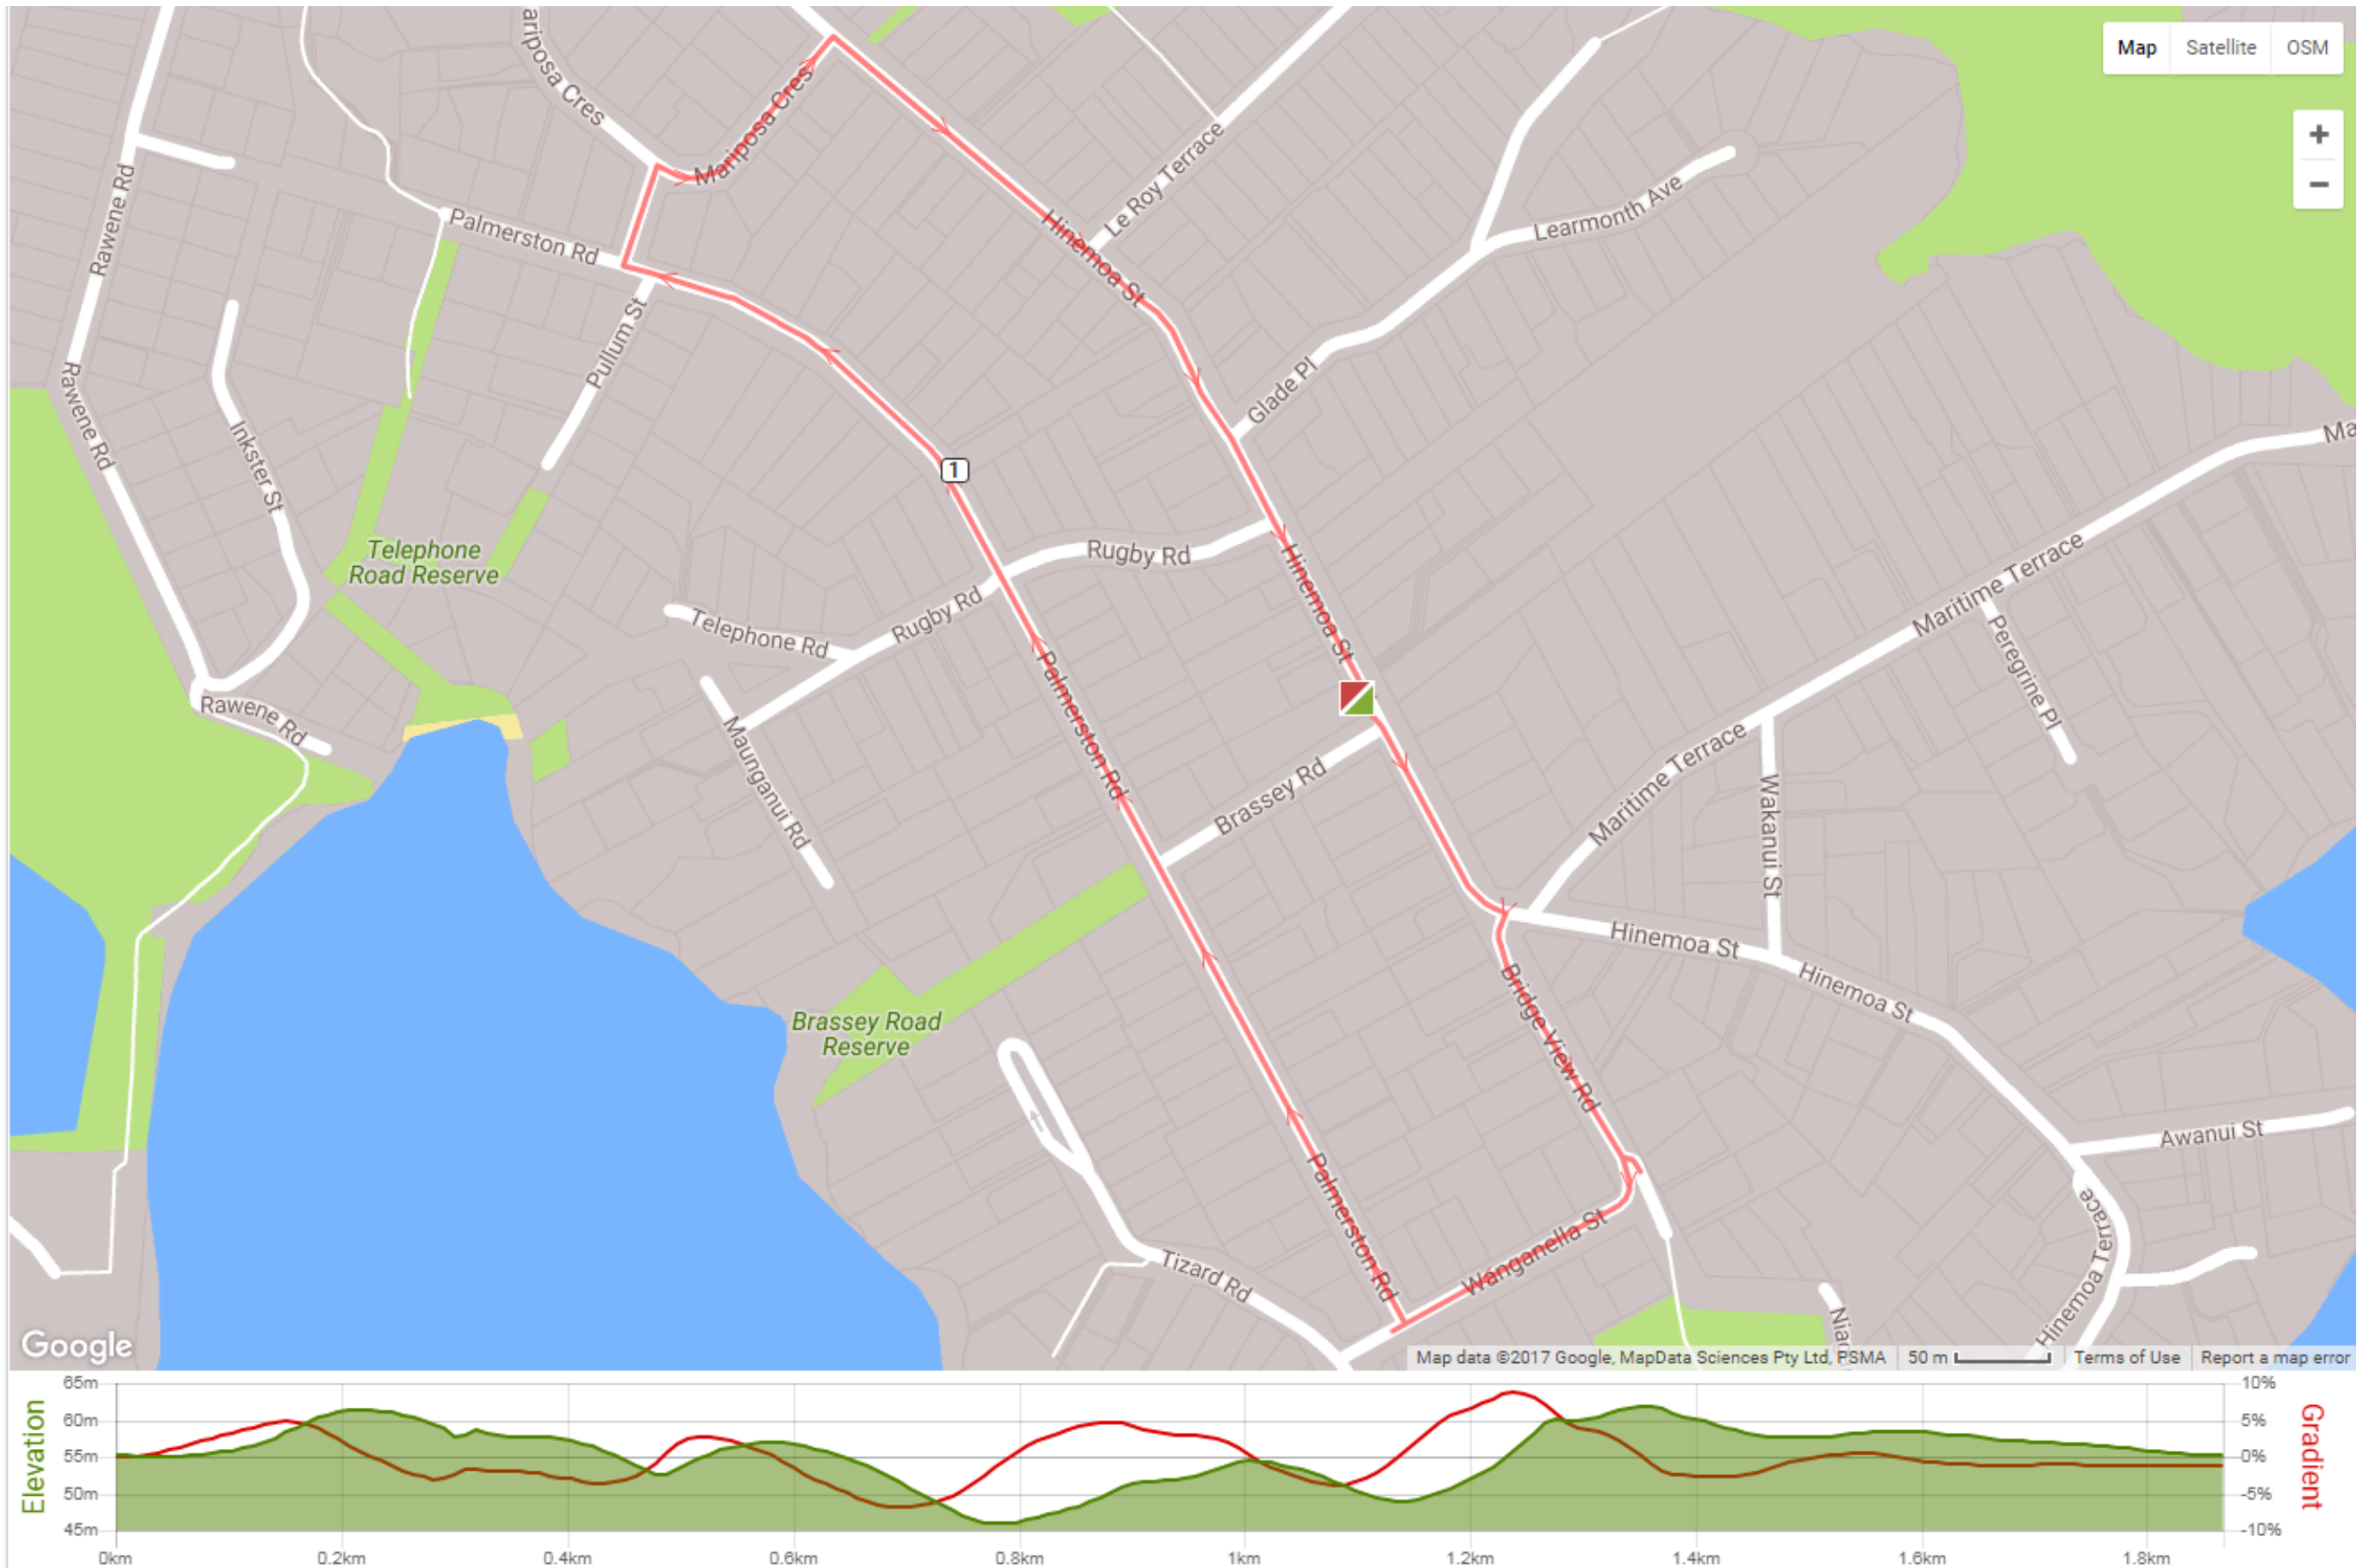 ariposa Cres
Map
Satellite
OSM
+
−
Mariposa Cres
Rawene Rd
Palmerston Rd
Le Roy Terrace
Hinemoa St
Learmonth Ave
Pullum St
Glade Pl
Rawene Rd
Inkster St
Ma
1
Telephone
Road Reserve
Rugby Rd
Hinemoa St
Maritime Terrace
Rugby Rd
Telephone Rd
Peregrine Pl
Palmerston Rd
Rawene Rd
Maunganui Rd
Brassey Rd
Maritime Terrace
Wakanui St
Hinemoa St
Hinemoa St
Bridge View Rd
Brassey Road
Reserve
Awanui St
Palmerston Rd
Wanganella St
Tizard Rd
Hinemoa Terrace
Niag
Google
Map data ©2017 Google, MapData Sciences Pty Ltd, PSMA
50 m
Terms of Use
Report a map error
Elevation
65m
60m
55m
50m
45m
10%
5%
0%
-5%
-10%
Gradient
0km
0.2km
0.4km
0.6km
0.8km
1km
1.2km
1.4km
1.6km
1.8km